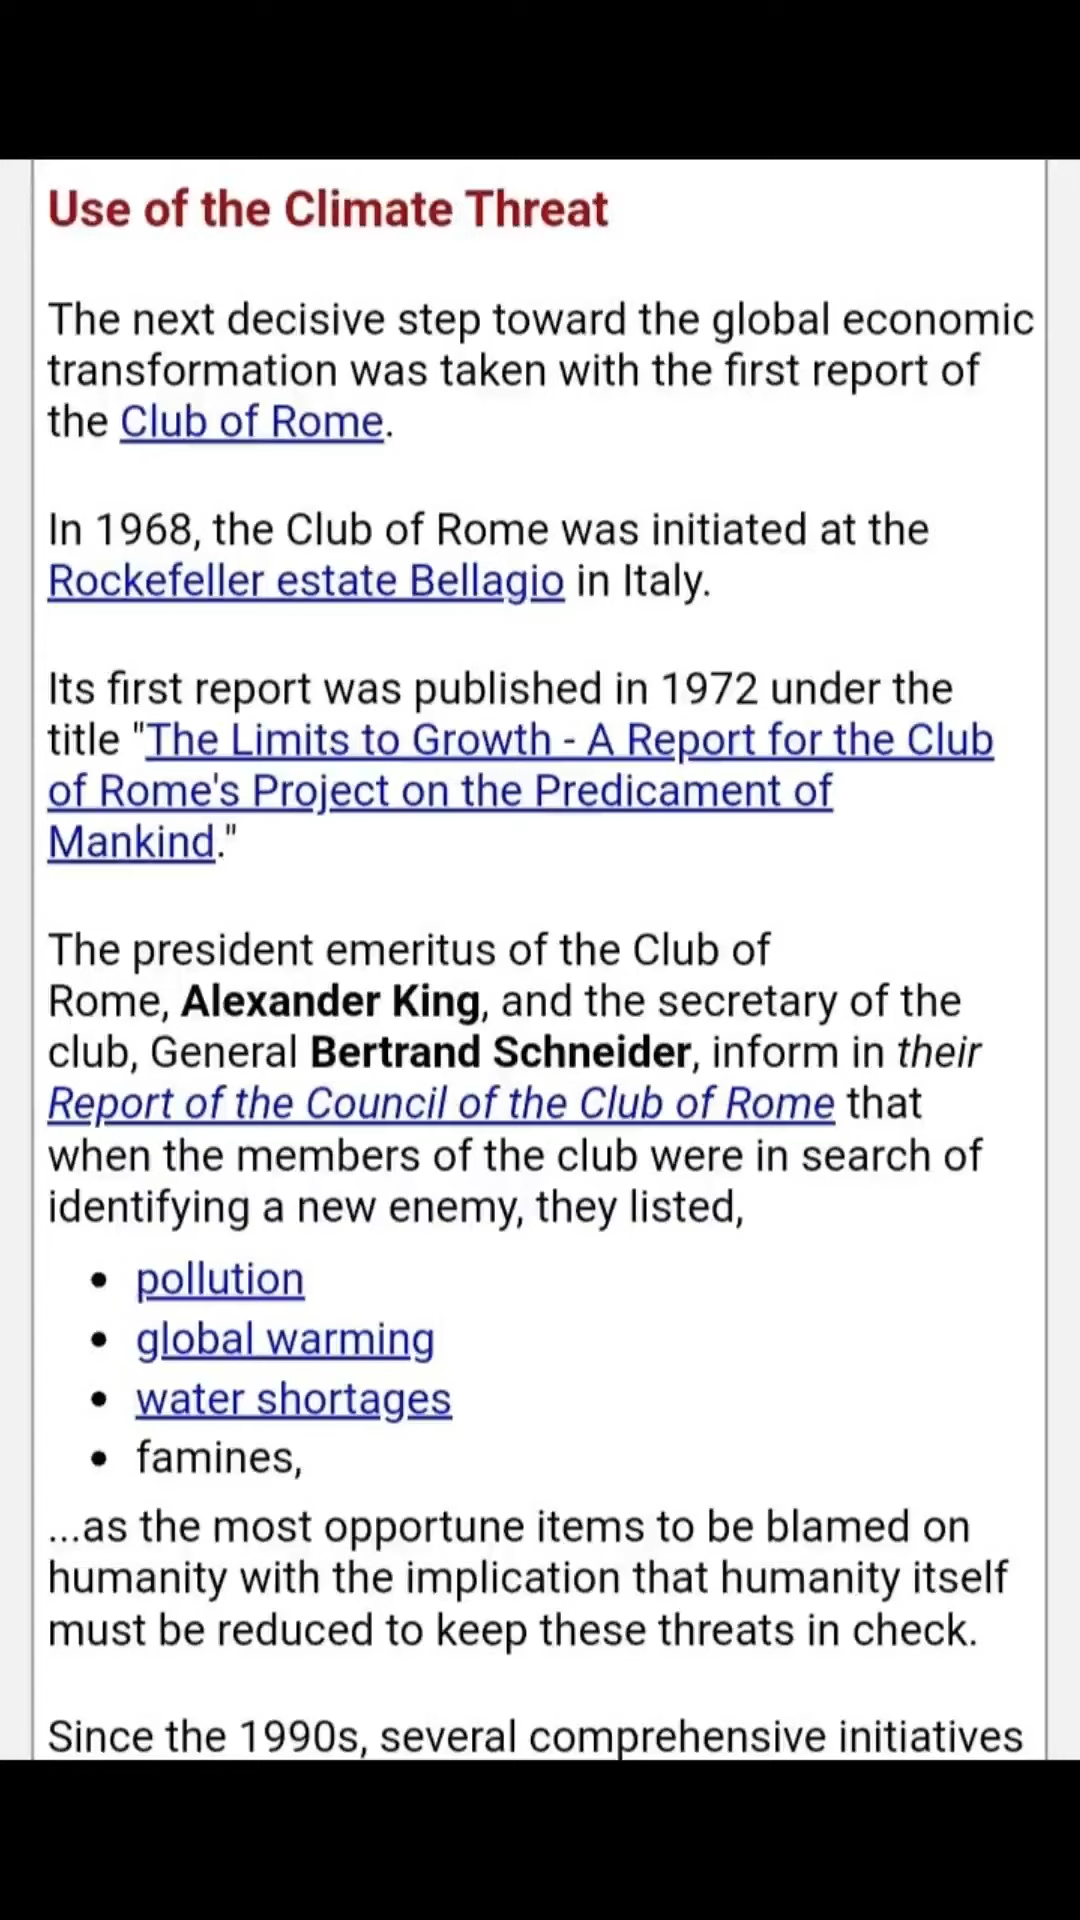 Use of the Climate Threat
The next decisive step toward the global economic
transformation was taken with the first report of
the Club of Rome.
In 1968, the Club of Rome was initiated at the
Rockefeller estate Bellagio in Italy.
Its first report was published in 1972 under the
title "The Limits to Growth - A Report for the Club
of Rome's Project on the Predicament of
Mankind."
The president emeritus of the Club of
Rome, Alexander King, and the secretary of the
club, General Bertrand Schneider, inform in their
Report of the Council of the Club of Rome that
when the members of the club were in search of
identifying a new enemy, they listed,
• pollution
• global warming
• water shortages
• famines,
...as the most opportune items to be blamed on
humanity with the implication that humanity itself
must be reduced to keep these threats in check.
Since the 1990s, several comprehensive initiatives